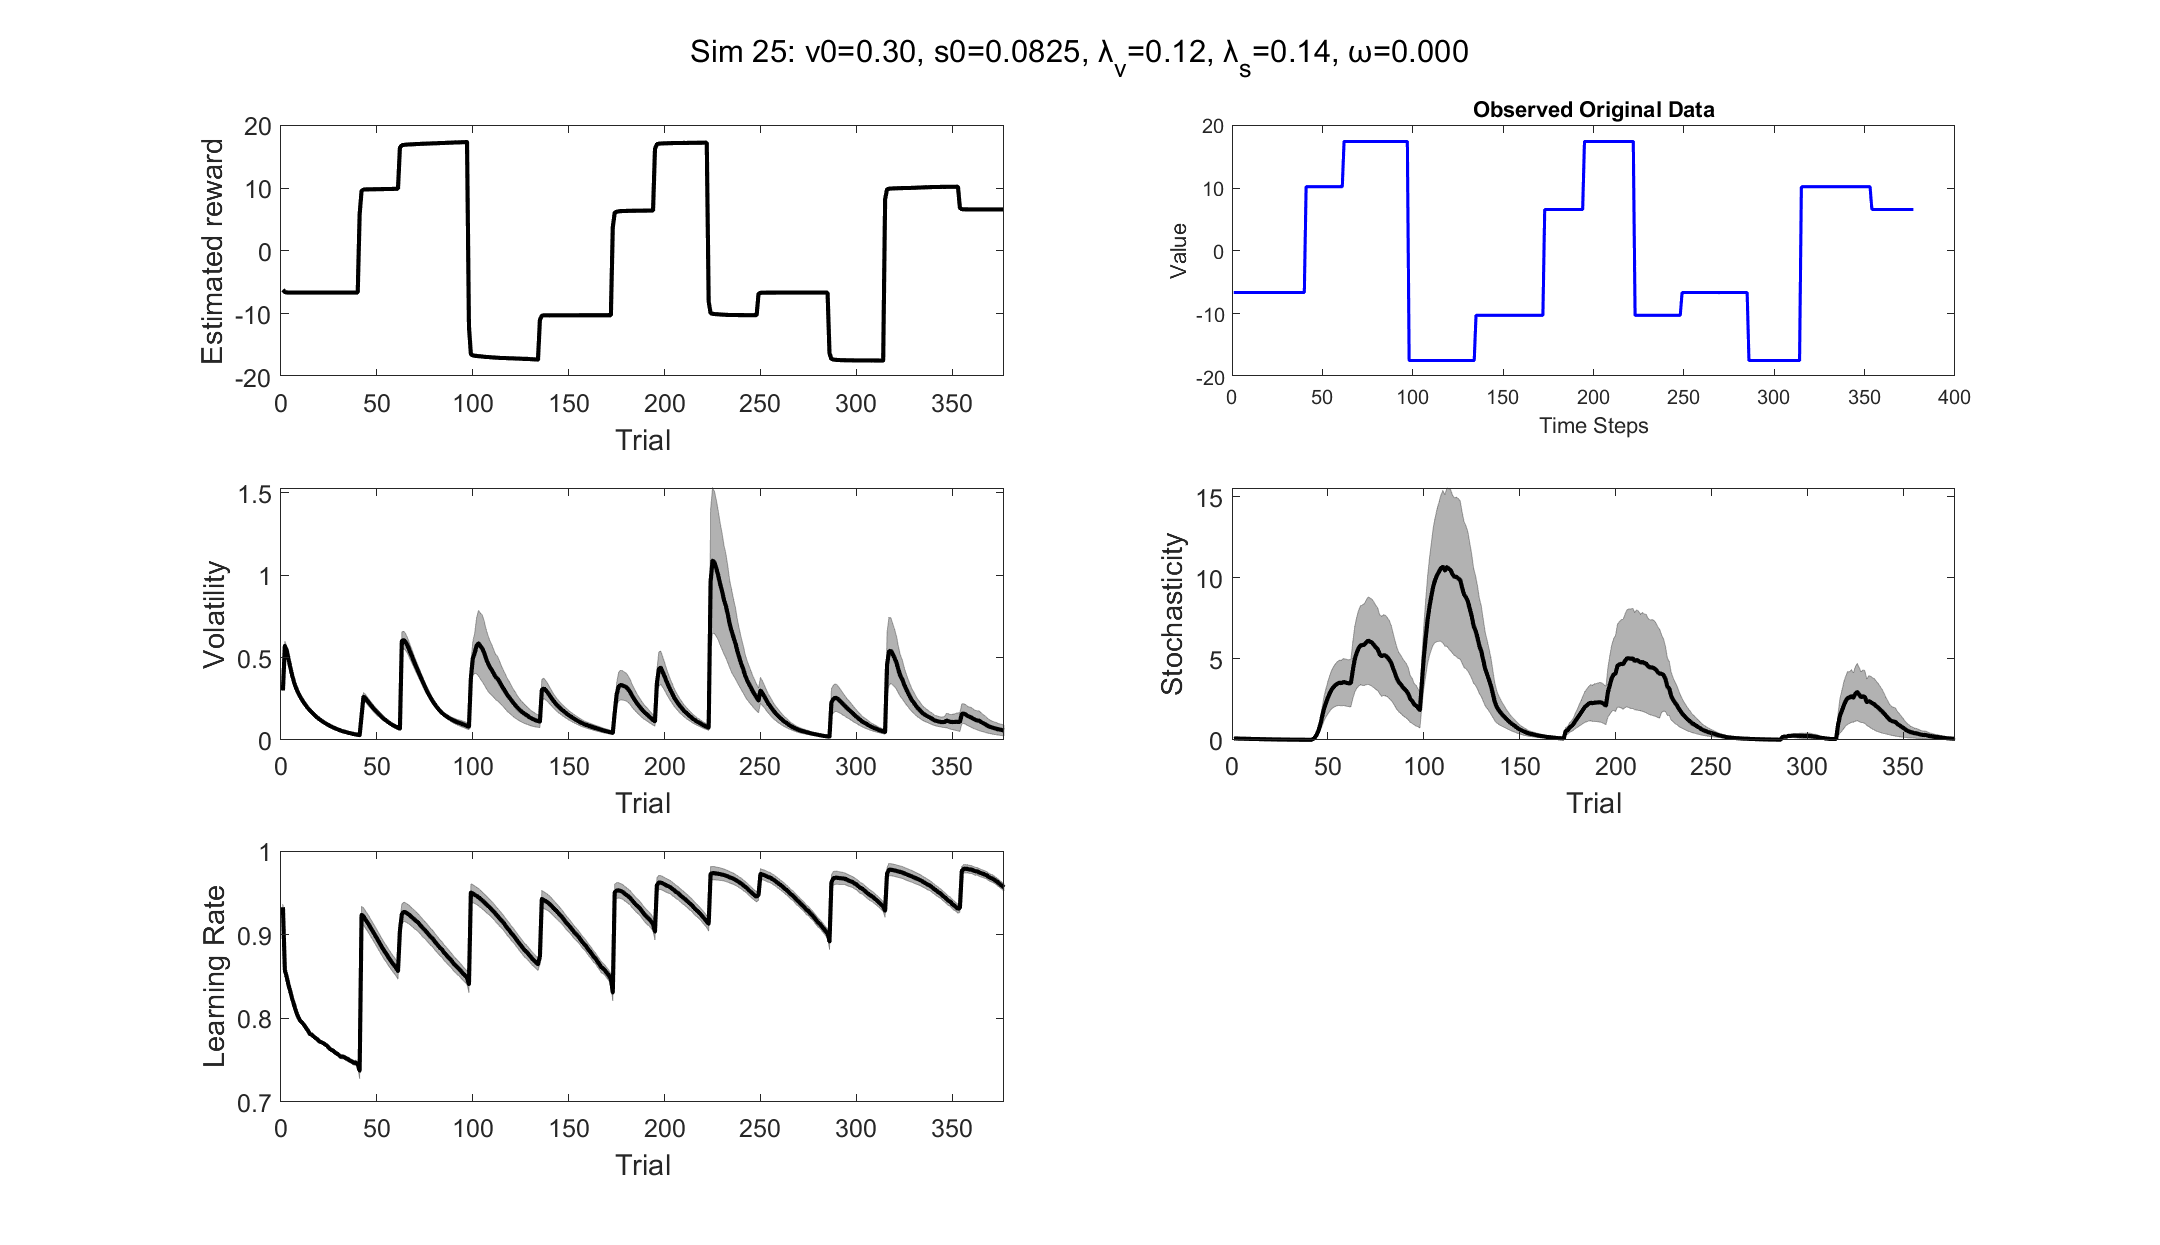 Sim 25: v0=0.30, s0=0.0825, λ_v=0.12, λ_s=0.14, ω=0.000
20
10
0
-10
-20
Estimated reward
0 50 100 150 200 250 300 350
Trial
Observed Original Data
20
10
0
-10
-20
Value
0 50 100 150 200 250 300 350 400
Time Steps
1.5
1
0.5
0
Volatility
0 50 100 150 200 250 300 350
Trial
15
10
5
0
Stochasticity
0 50 100 150 200 250 300 350
Trial
1
0.9
0.8
0.7
Learning Rate
0 50 100 150 200 250 300 350
Trial